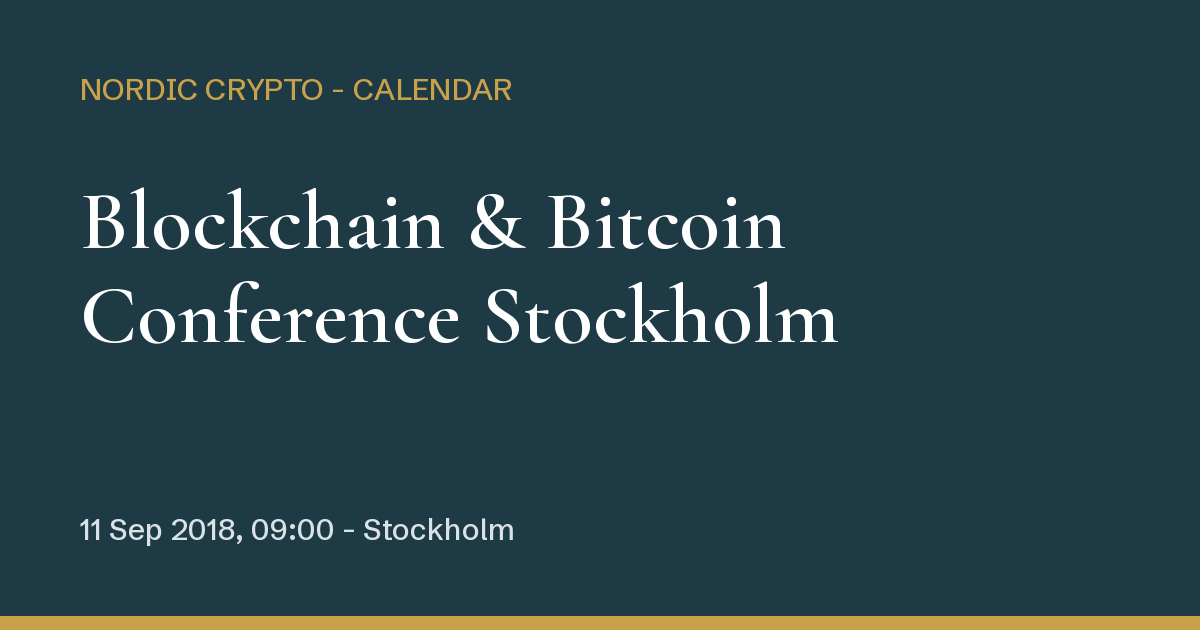 NORDIC CRYPTO – CALENDAR
Blockchain & Bitcoin
Conference Stockholm
11 Sep 2018, 09:00 – Stockholm